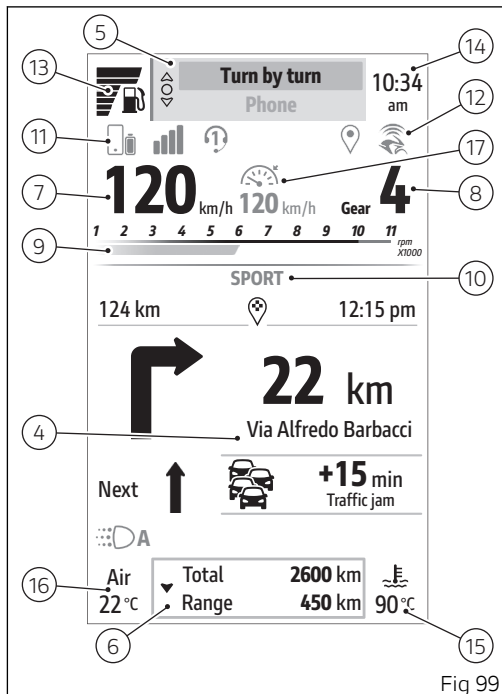 5
14
13
Turn by turn
Phone
10:34
am
12
11
1
17
7
120 km/h
120 km/h
Gear 4
8
1 2 3 4 5 6 7 8 9 10 11
rpm
X1000
9
SPORT
10
124 km
12:15 pm
22 km
4
Via Alfredo Barbacci
Next
+15 min
Traffic jam
A
16
Air
22 °C
Total 2600 km
Range 450 km
90 °C
6
15
Fig 99